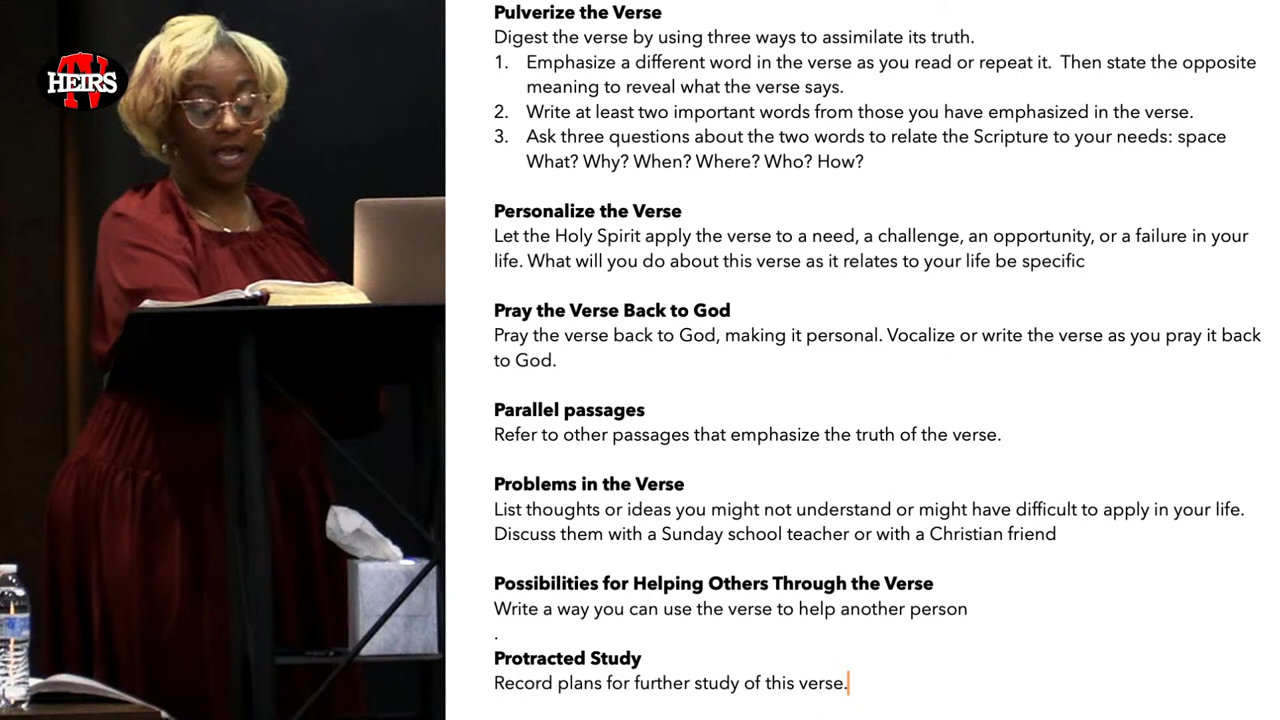 HEIRS
Pulverize the Verse
Digest the verse by using three ways to assimilate its truth.
1. Emphasize a different word in the verse as you read or repeat it. Then state the opposite
meaning to reveal what the verse says.
2. Write at least two important words from those you have emphasized in the verse.
3. Ask three questions about the two words to relate the Scripture to your needs: space
What? Why? When? Where? Who? How?
Personalize the Verse
Let the Holy Spirit apply the verse to a need, a challenge, an opportunity, or a failure in your
life. What will you do about this verse as it relates to your life be specific
Pray the Verse Back to God
Pray the verse back to God, making it personal. Vocalize or write the verse as you pray it back
to God.
Parallel passages
Refer to other passages that emphasize the truth of the verse.
Problems in the Verse
List thoughts or ideas you might not understand or might have difficult to apply in your life.
Discuss them with a Sunday school teacher or with a Christian friend
Possibilities for Helping Others Through the Verse
Write a way you can use the verse to help another person
.
Protracted Study
Record plans for further study of this verse.